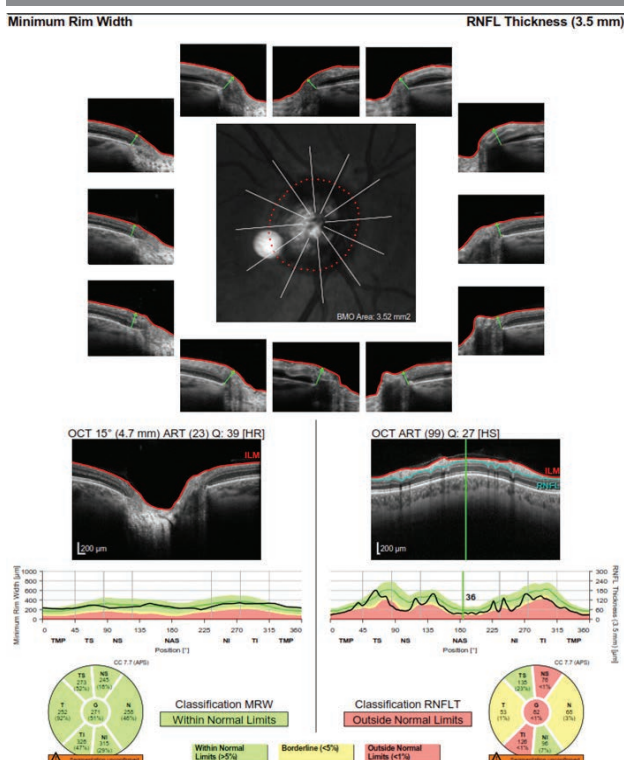 Minimum Rim Width
RNFL Thickness (3.5 mm)
BMO Area: 3.52 mm2
OCT 15° (4.7 mm) ART (23) Q: 39 [HR]
OCT ART (99) Q: 27 [HS]
ILM
200 µm
ILM
RNFL
200 µm
Minimum Rim Width [µm]
1000
800
600
400
200
0
0 45 90 135 180 225 270 315 360
TMP TS NS NAS NI TI TMP
Position [°]
36
300
240
180
120
60
0
RNFL Thickness (3.5 mm) [µm]
0 45 90 135 180 225 270 315 360
TMP TS NS NAS NI TI TMP
Position [°]
CC 7.7 (APS)
TS
273
(52%)
NS
245
(16%)
T
252
(92%)
G
271
(51%)
N
256
(46%)
TI
325
(47%)
NI
315
(29%)
Classification MRW
Within Normal Limits
Classification RNFLT
Outside Normal Limits
CC 7.7 (APS)
TS
135
(23%)
NS
76
<1%
T
53
(1%)
G
82
<1%
N
66
(3%)
TI
126
<1%
NI
96
(7%)
Within Normal
Limits (>5%)
Borderline (<5%)
Outside Normal
Limits (<1%)